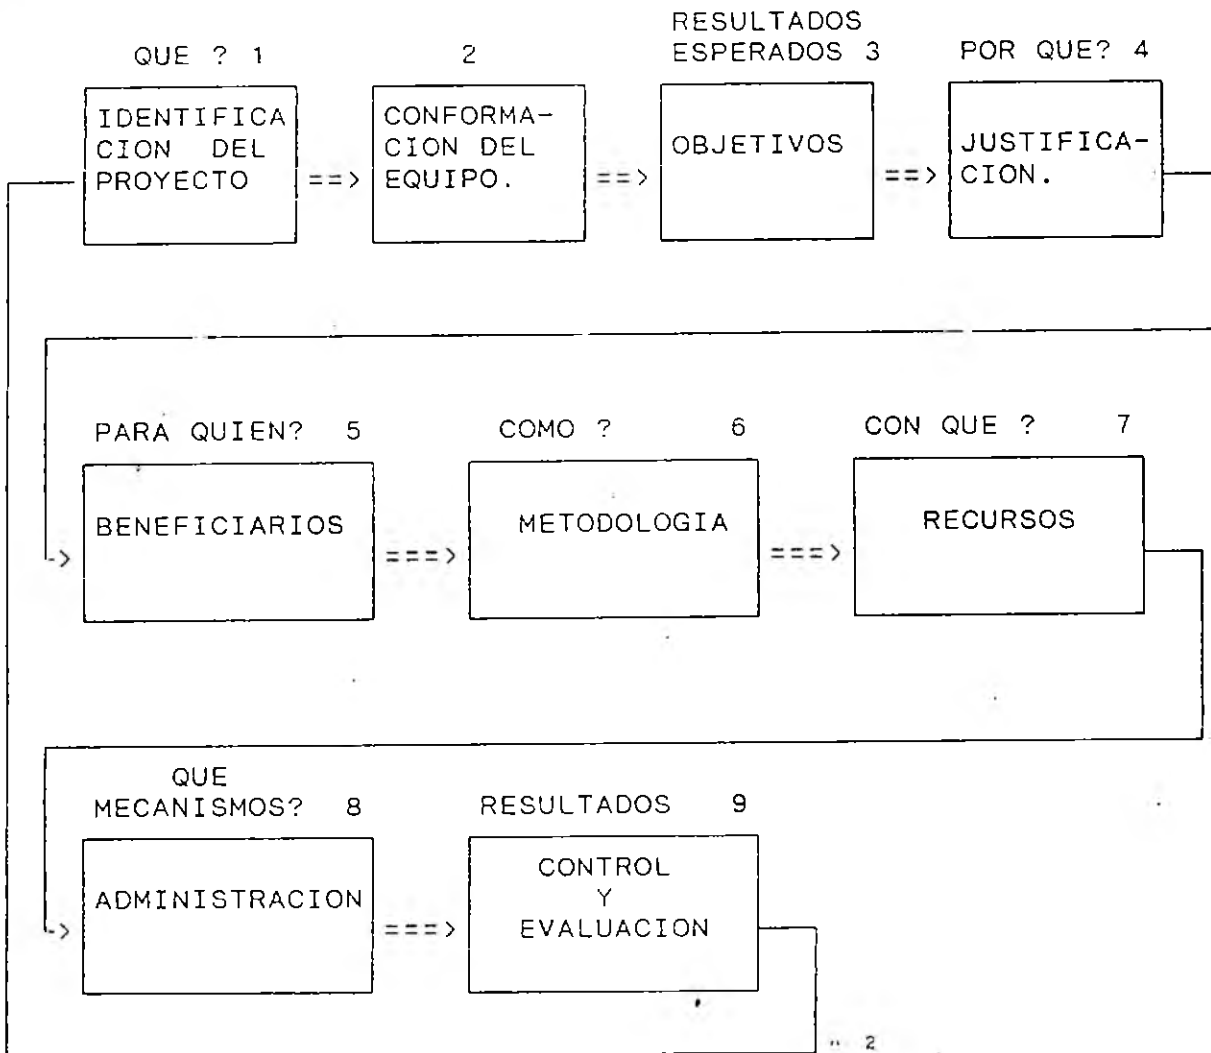 QUE ? 1
2
RESULTADOS
ESPERADOS 3
POR QUE? 4
IDENTIFICA
CION DEL
PROYECTO
==>
CONFORMA-
CION DEL
EQUIPO.
==>
OBJETIVOS
==>
JUSTIFICA-
CION.
PARA QUIEN? 5
COMO ? 6
CON QUE ? 7
->
BENEFICIARIOS
===>
METODOLOGIA
===>
RECURSOS
QUE
MECANISMOS? 8
RESULTADOS 9
->
ADMINISTRACION
===>
CONTROL
Y
EVALUACION
" 2